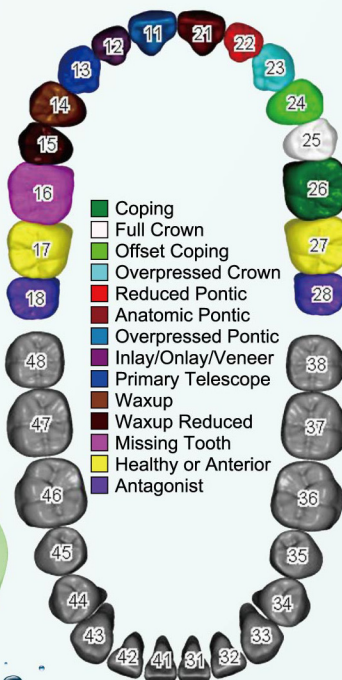 11 21
12 22
13 23
14 24
15 25
16 26
17 27
18 28
Coping
Full Crown
Offset Coping
Overpressed Crown
Reduced Pontic
Anatomic Pontic
Overpressed Pontic
Inlay/Onlay/Veneer
Primary Telescope
Waxup
Waxup Reduced
Missing Tooth
Healthy or Anterior
Antagonist
48 38
47 37
46 36
45 35
44 34
43 33
42 41 31 32